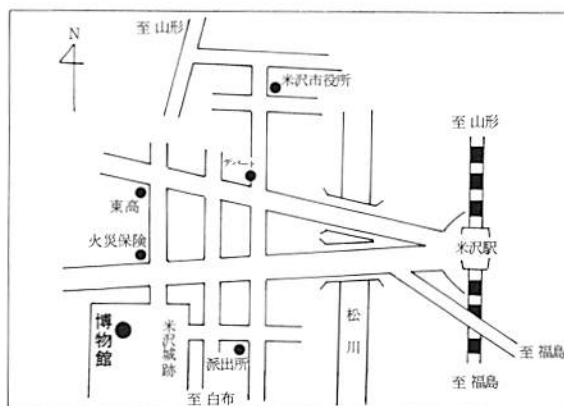 至 山形
N
米沢市役所
至 山形
デパート
東高
火災保険
米沢駅
博物館
米沢城跡
松川
派出所
至 福島
至 福島
至 白布